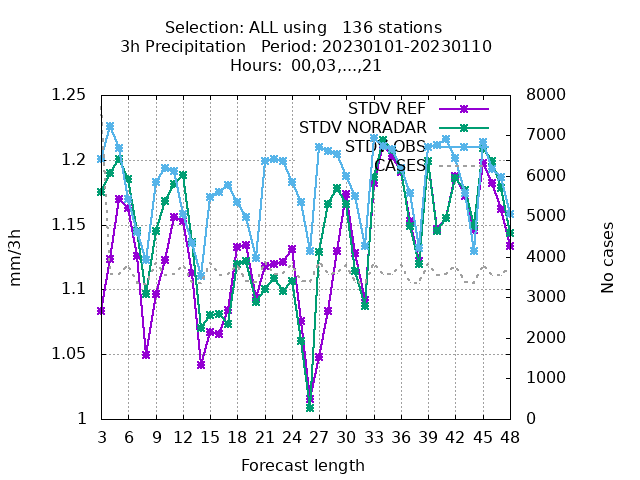 Selection: ALL using   136 stations
3h Precipitation   Period: 20230101-20230110
Hours:  00,03,...,21
1.25
1.2
1.15
1.1
1.05
1
mm/3h
STDV REF
STDV NORADAR
STDV OBS
CASES
8000
7000
6000
5000
4000
3000
2000
1000
0
No cases
3 6 9 12 15 18 21 24 27 30 33 36 39 42 45 48
Forecast length